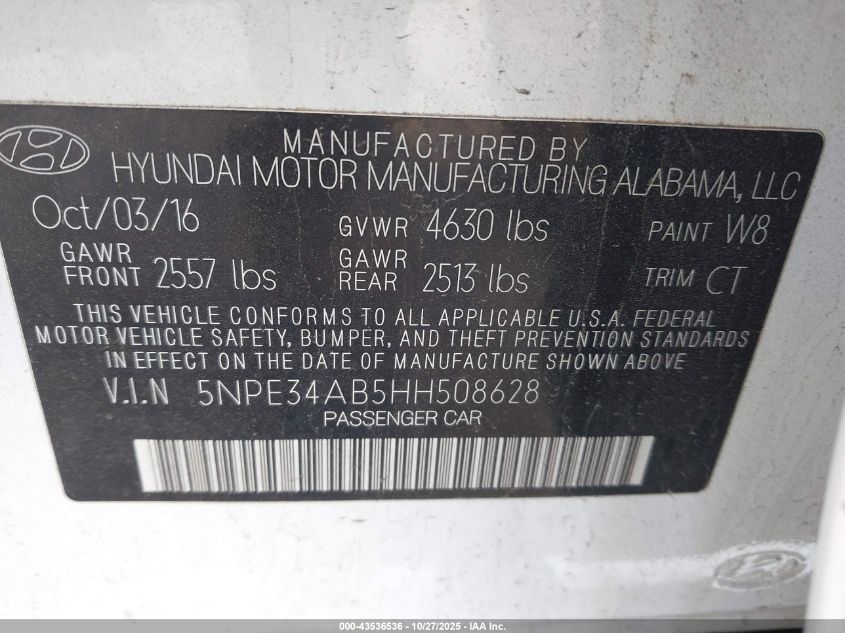 MANUFACTURED BY
HYUNDAI MOTOR MANUFACTURING ALABAMA, LLC
Oct/03/16 GVWR 4630 lbs PAINT W8
GAWR FRONT 2557 lbs GAWR REAR 2513 lbs TRIM CT
THIS VEHICLE CONFORMS TO ALL APPLICABLE U.S.A. FEDERAL
MOTOR VEHICLE SAFETY, BUMPER, AND THEFT PREVENTION STANDARDS
IN EFFECT ON THE DATE OF MANUFACTURE SHOWN ABOVE
V.I.N 5NPE34AB5HH508628
PASSENGER CAR
000-43536536 - 10/27/2025 - IAA Inc.